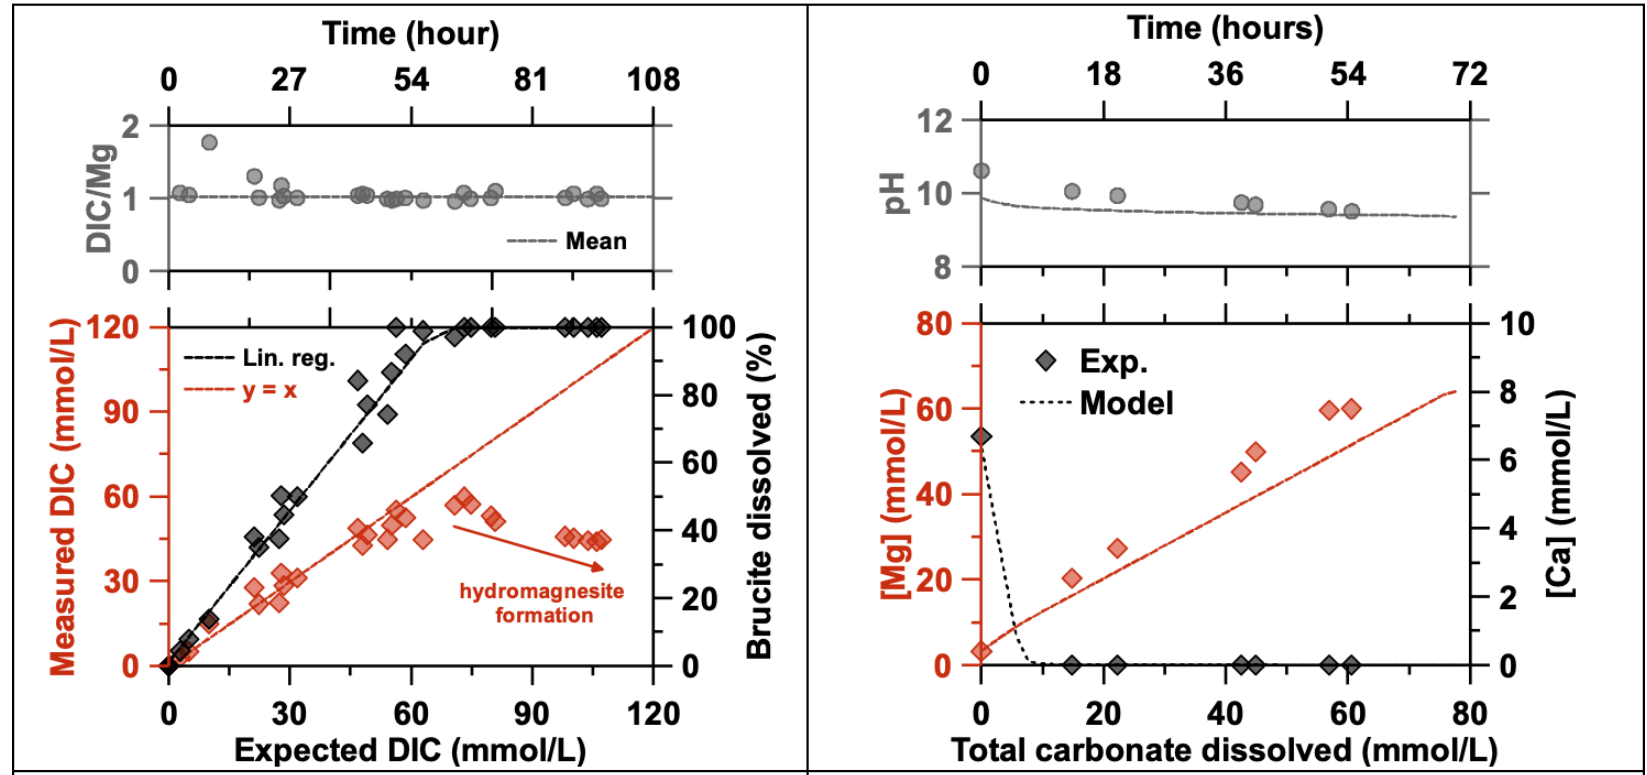 Time (hour)
0 27 54 81 108
2
1
0
DIC/Mg
Mean
120
90
60
30
0
Measured DIC (mmol/L)
Lin. reg.
y = x
hydromagnesite
formation
100
80
60
40
20
0
Brucite dissolved (%)
0 30 60 90 120
Expected DIC (mmol/L)
Time (hours)
0 18 36 54 72
12
10
8
pH
80
60
40
20
0
[Mg] (mmol/L)
Exp.
Model
10
8
6
4
2
0
[Ca] (mmol/L)
0 20 40 60 80
Total carbonate dissolved (mmol/L)